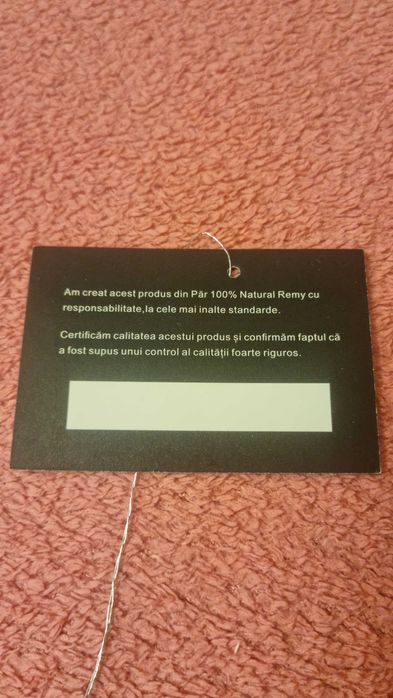 Am creat acest produs din Păr 100% Natural Remy cu
responsabilitate,la cele mai inalte standarde.
Certificăm calitatea acestui produs și confirmăm faptul că
a fost supus unui control al calității foarte riguros.